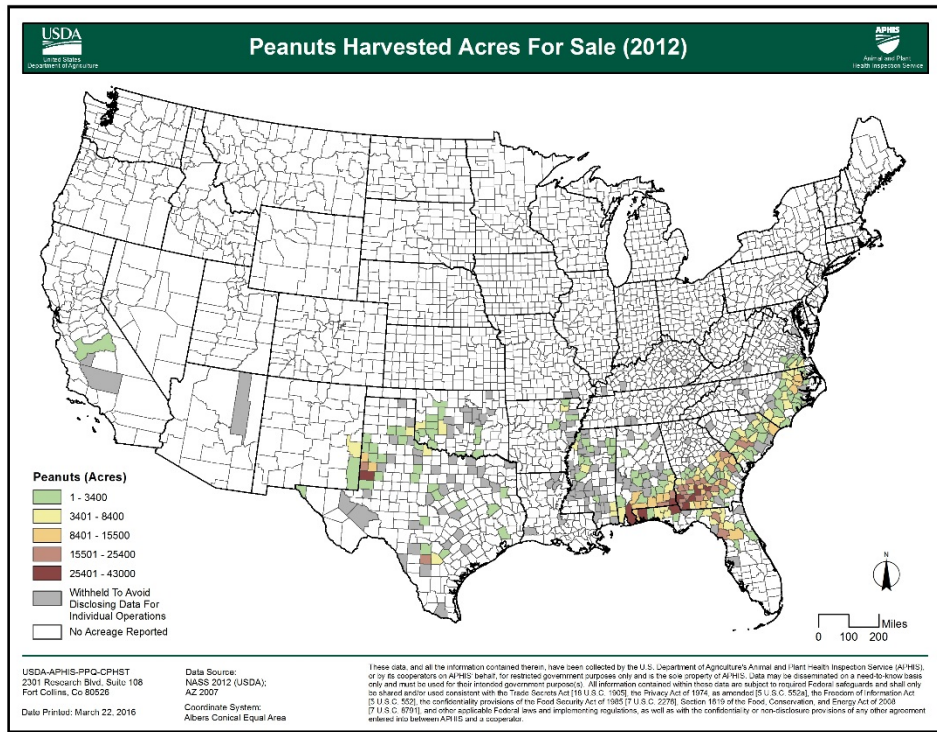 USDA
United States
Department of Agriculture
Peanuts Harvested Acres For Sale (2012)
APHIS
Animal and Plant
Health Inspection Service
Peanuts (Acres)
1 - 3400
3401 - 8400
8401 - 15500
15501 - 25400
25401 - 43000
Withheld To Avoid
Disclosing Data For
Individual Operations
No Acreage Reported
N
Miles
0 100 200
USDA-APHIS-PPQ-CPHST
2301 Research Blvd, Suite 108
Fort Collins, Co 80526
Date Printed: March 22, 2016
Data Source:
NASS 2012 (USDA);
AZ 2007
Coordinate System:
Albers Conical Equal Area
These data, and all the information contained therein, have been collected by the U.S. Department of Agriculture's Animal and Plant Health Inspection Service (APHIS),
or by its cooperators on APHIS' behalf, for restricted government purposes only and is the sole property of APHIS. Data may be disseminated on a need-to-know basis
only and must be used for their intended government purpose(s). All information contained within these data are subject to required Federal safeguards and shall only
be shared and/or used consistent with the Trade Secrets Act [18 U.S.C. 1905], the Privacy Act of 1974, as amended [5 U.S.C. 552a], the Freedom of Information Act
[5 U.S.C. 552], the confidentiality provisions of the Food Security Act of 1985 [7 U.S.C. 2276], Section 1619 of the Food, Conservation, and Energy Act of 2008
[7 U.S.C. 8791], and other applicable Federal laws and implementing regulations, as well as with the confidentiality or non-disclosure provisions of any other agreement
entered into between APHIS and a cooperator.